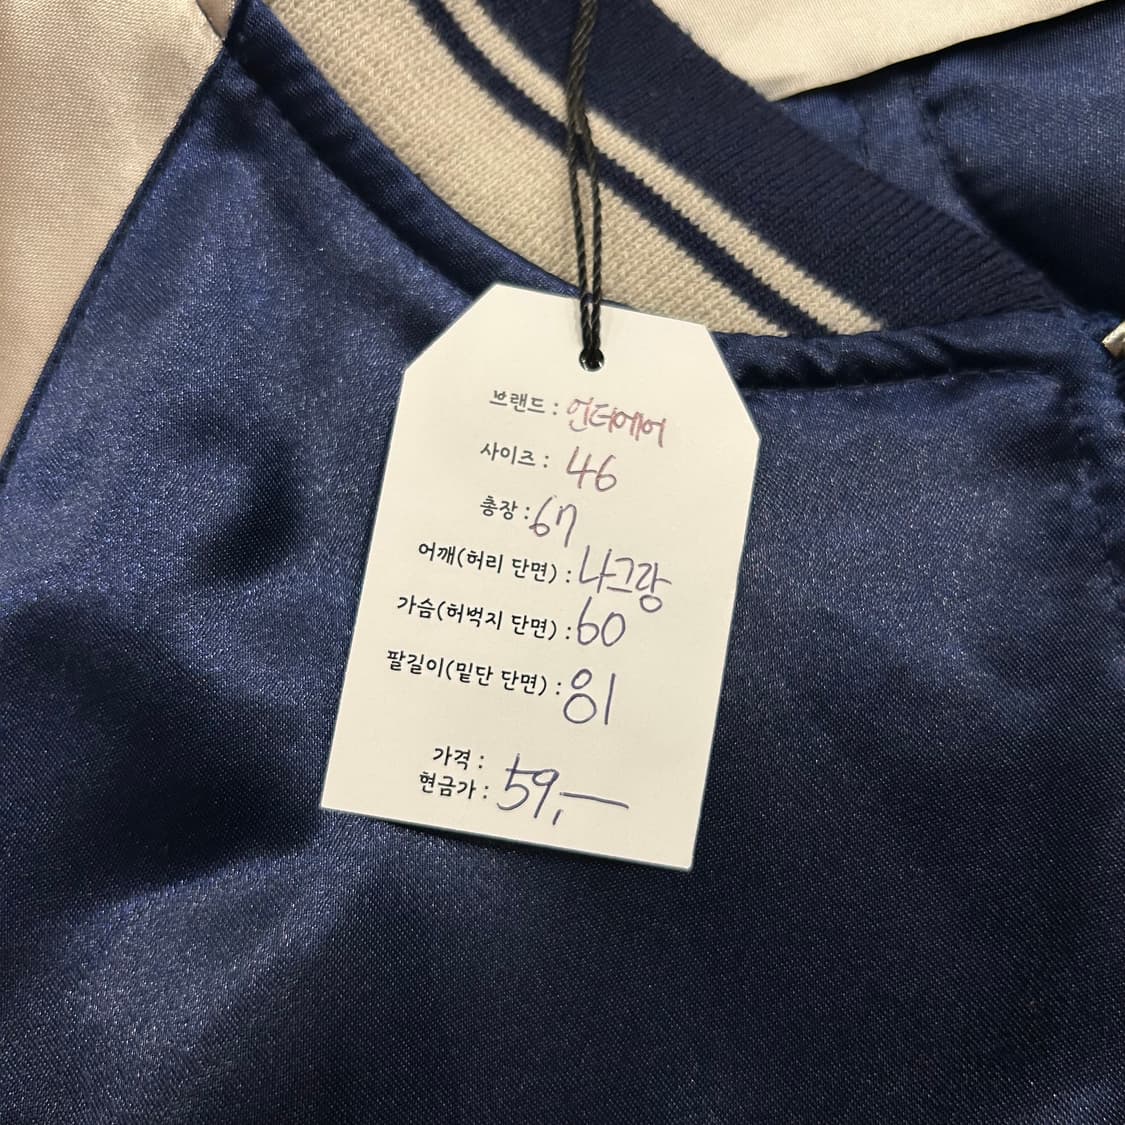 브랜드 : 언더에어
사이즈 : 46
총장 : 67
어깨(허리 단면) : 나그랑
가슴(허벅지 단면) : 60
팔길이(밑단 단면) : 81
가격 :
현금가 : 59,—